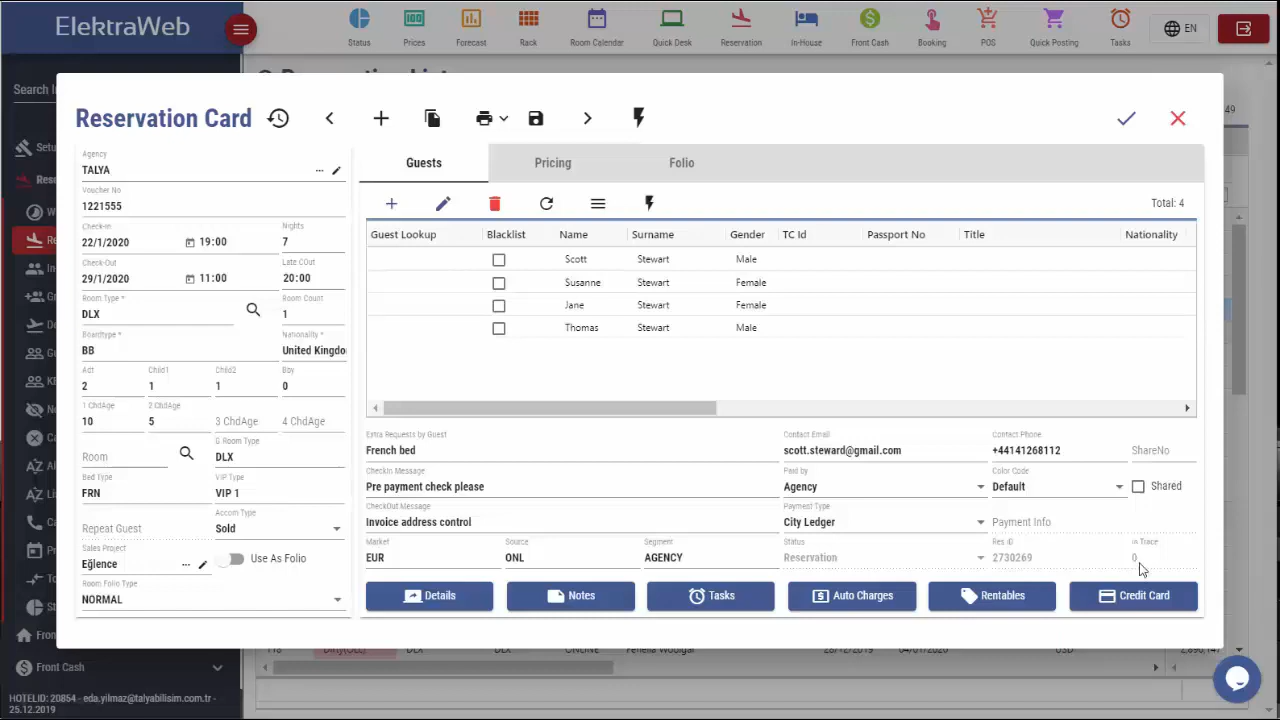 ElektraWeb
Status
Prices
Forecast
Rack
Room Calendar
Quick Desk
Reservation
In-House
Front Cash
Booking
POS
Quick Posting
Tasks
EN
Search
Reservation Card
Agency
TALYA
Voucher No
1221555
Check-in
22/1/2020 19:00
Nights
7
Check-Out
29/1/2020 11:00
Late COut
20:00
Room Type *
DLX
Room Count
1
Boardtype *
BB
Nationality *
United Kingdo
Adt
2
Child1
1
Child2
1
Bby
0
1 ChdAge
10
2 ChdAge
5
3 ChdAge
4 ChdAge
Room
G.Room Type
DLX
Bed Type
FRN
VIP Type
VIP 1
Repeat Guest
Accom Type
Sold
Sales Project
Eğlence
Use As Folio
Room Folio Type
NORMAL
Guests
Pricing
Folio
Total: 4
Guest Lookup Blacklist Name Surname Gender TC Id Passport No Title Nationality
Scott Stewart Male
Susanne Stewart Female
Jane Stewart Female
Thomas Stewart Male
Extra Requests by Guest
French bed
Contact Email
scott.steward@gmail.com
Contact Phone
+44141268112
ShareNo
CheckIn Message
Pre payment check please
Paid by
Agency
Color Code
Default
Shared
CheckOut Message
Invoice address control
Payment Type
City Ledger
Payment Info
Market
EUR
Source
ONL
Segment
AGENCY
Status
Reservation
Res.ID
2730269
in Trace
0
Details
Notes
Tasks
Auto Charges
Rentables
Credit Card
Front Cash
HOTELID: 20854 - eda.yilmaz@talyabilisim.com.tr -
25.12.2019